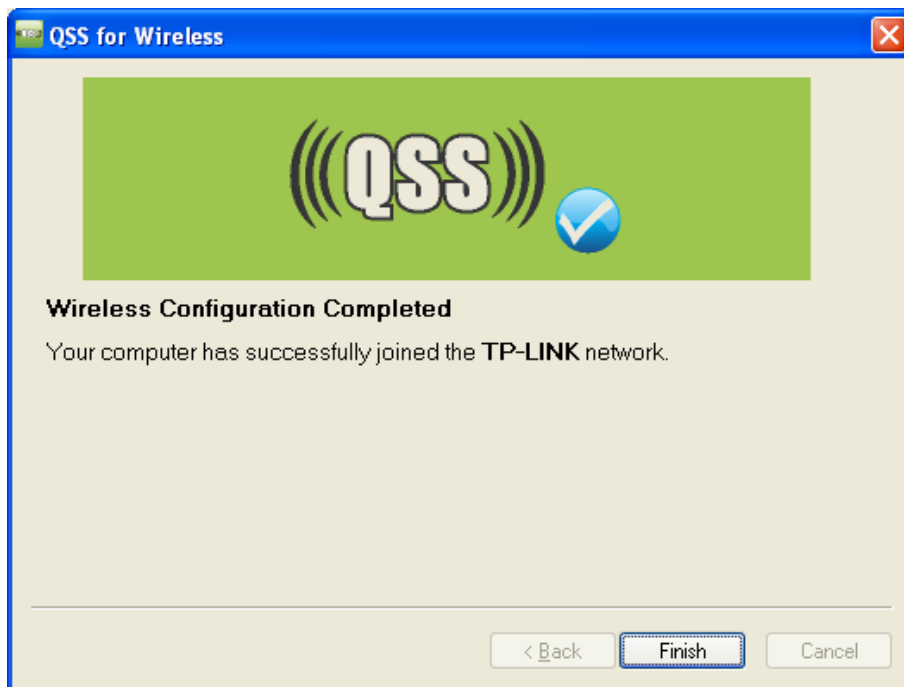 QSS for Wireless
(((QSS)))
Wireless Configuration Completed
Your computer has successfully joined the TP-LINK network.
< Back
Finish
Cancel